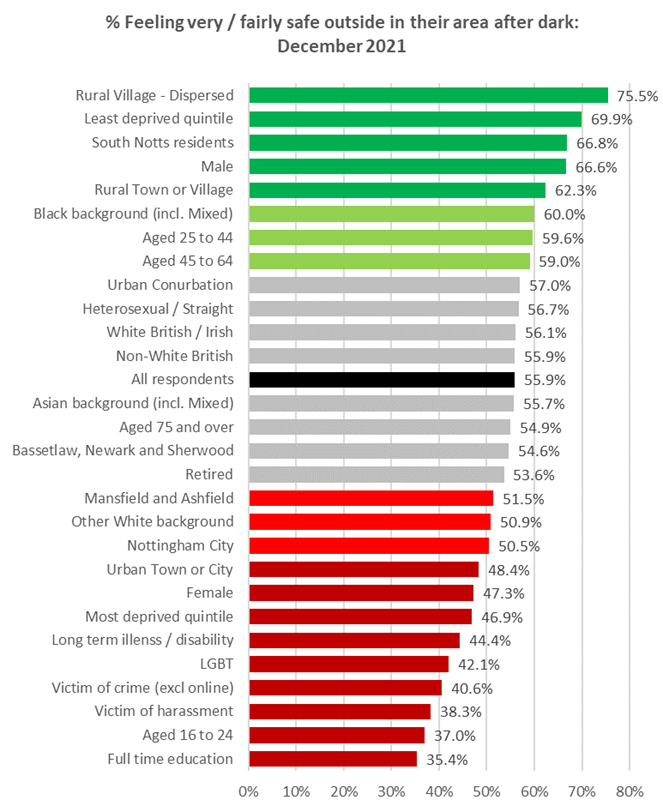 % Feeling very / fairly safe outside in their area after dark:
December 2021
Rural Village - Dispersed 75.5%
Least deprived quintile 69.9%
South Notts residents 66.8%
Male 66.6%
Rural Town or Village 62.3%
Black background (incl. Mixed) 60.0%
Aged 25 to 44 59.6%
Aged 45 to 64 59.0%
Urban Conurbation 57.0%
Heterosexual / Straight 56.7%
White British / Irish 56.1%
Non-White British 55.9%
All respondents 55.9%
Asian background (incl. Mixed) 55.7%
Aged 75 and over 54.9%
Bassetlaw, Newark and Sherwood 54.6%
Retired 53.6%
Mansfield and Ashfield 51.5%
Other White background 50.9%
Nottingham City 50.5%
Urban Town or City 48.4%
Female 47.3%
Most deprived quintile 46.9%
Long term illenss / disability 44.4%
LGBT 42.1%
Victim of crime (excl online) 40.6%
Victim of harassment 38.3%
Aged 16 to 24 37.0%
Full time education 35.4%
0% 10% 20% 30% 40% 50% 60% 70% 80%